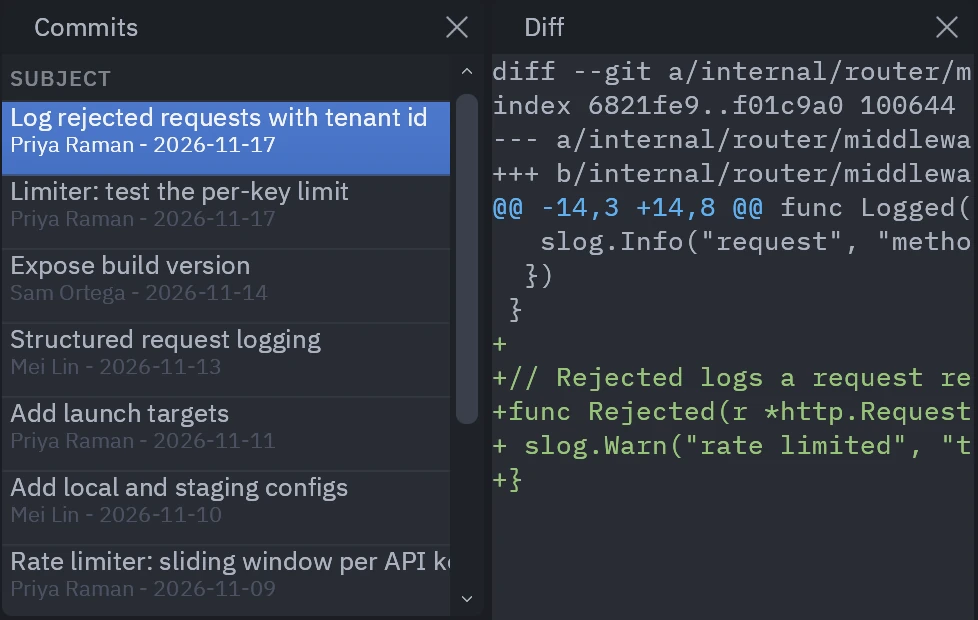 Commits
SUBJECT
Log rejected requests with tenant id
Priya Raman - 2026-11-17
Limiter: test the per-key limit
Priya Raman - 2026-11-17
Expose build version
Sam Ortega - 2026-11-14
Structured request logging
Mei Lin - 2026-11-13
Add launch targets
Priya Raman - 2026-11-11
Add local and staging configs
Mei Lin - 2026-11-10
Rate limiter: sliding window per API
Priya Raman - 2026-11-09
Diff
diff --git a/internal/router/m
index 6821fe9..f01c9a0 100644
--- a/internal/router/middlewa
+++ b/internal/router/middlewa
@@ -14,3 +14,8 @@ func Logged(
   slog.Info("request", "metho
  })
 }
+
+// Rejected logs a request re
+func Rejected(r *http.Request
+ slog.Warn("rate limited", "t
+}